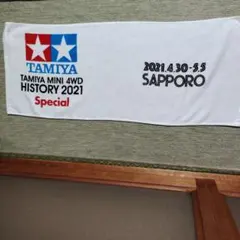 TAMIYA
TAMIYA MINI 4WD
HISTORY 2021
Special
2021.4.30-5.5
SAPPORO